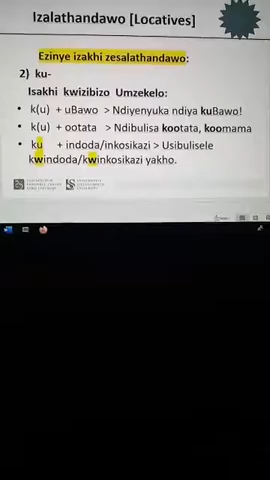 Izalathandawo [Locatives]
Ezinye izakhi zesalathandawo:
2) ku-
Isakhi kwizibizo Umzekelo:
• k(u) + uBawo > Ndiyenyuka ndiya kuBawo!
• k(u) + ootata > Ndibulisa kootata, koomama
• ku + indoda/inkosikazi > Usibulisele
kwindoda/kwinkosikazi yakho.